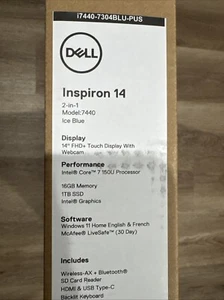 i7440-7304BLU-PUS
DELL
Inspiron 14
2-in-1
Model:7440
Ice Blue
Display
14" FHD+ Touch Display With
Webcam
Performance
Intel® Core™ 7 150U Processor
16GB Memory
1TB SSD
Intel® Graphics
Software
Windows 11 Home English & French
McAfee® LiveSafe™ (30 Day)
Includes
Wireless-AX + Bluetooth®
SD Card Reader
HDMI & USB Type-C
Backlit Keyboard